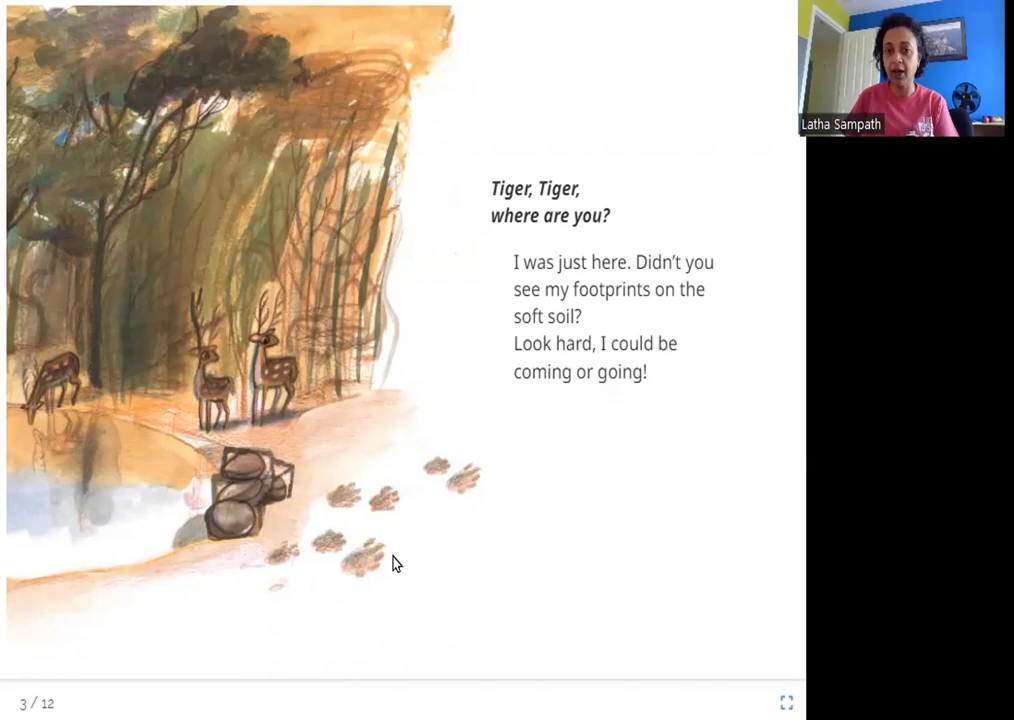 Latha Sampath
Tiger, Tiger,
where are you?
I was just here. Didn't you
see my footprints on the
soft soil?
Look hard, I could be
coming or going!
3 / 12